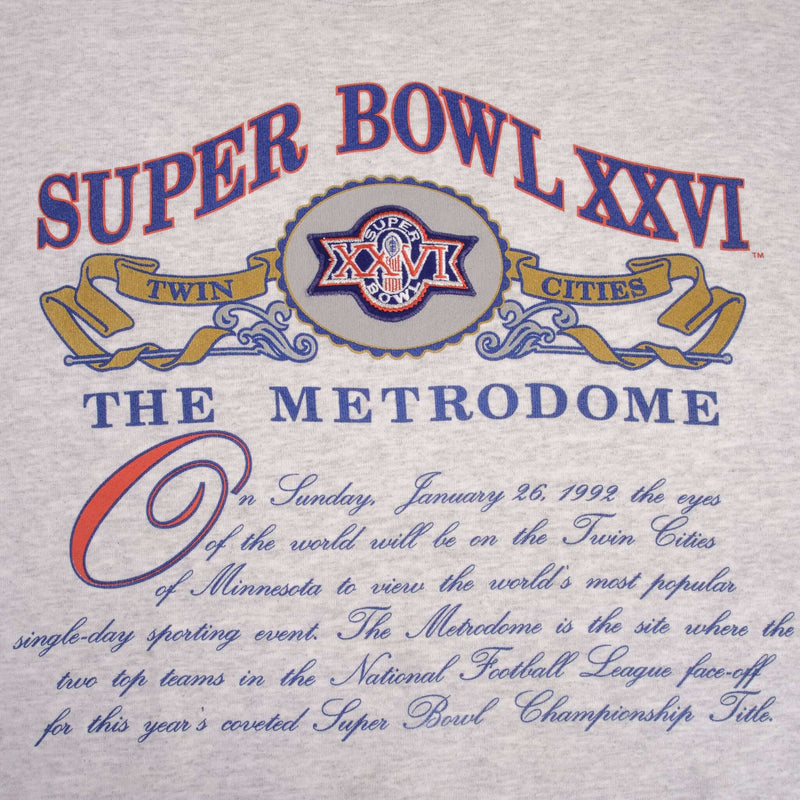 SUPER BOWL XXVI™
SUPER
XXVI
BOWL
TWIN CITIES
THE METRODOME
On Sunday, January 26, 1992 the eyes
of the world will be on the Twin Cities
of Minnesota to view the world's most popular
single-day sporting event. The Metrodome is the site where the
two top teams in the National Football League face-off
for this year's coveted Super Bowl Championship Title.